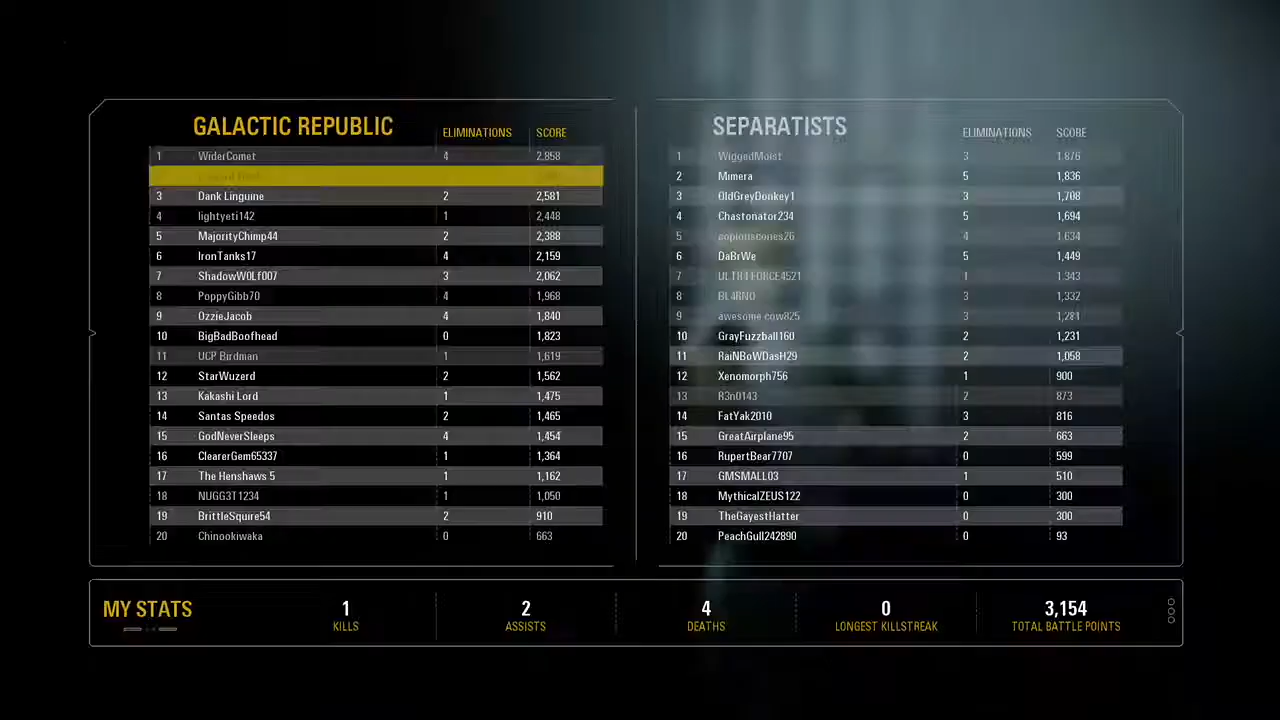 GALACTIC REPUBLIC ELIMINATIONS SCORE
1 WiderComet 4 2,858
3 Dank Linguine 2 2,581
4 lightyeti142 1 2,448
5 MajorityChimp44 2 2,388
6 IronTanks17 4 2,159
7 ShadowW0Lf007 3 2,062
8 PoppyGibb70 4 1,968
9 OzzieJacob 4 1,840
10 BigBadBoofhead 0 1,823
11 UCP Birdman 1 1,619
12 StarWuzerd 2 1,562
13 Kakashi Lord 1 1,475
14 Santas Speedos 2 1,465
15 GodNeverSleeps 4 1,454
16 ClearerGem65337 1 1,364
17 The Henshaws 5 1 1,162
18 NUGG3T1234 1 1,050
19 BrittleSquire54 2 910
20 Chinookiwaka 0 663
SEPARATISTS ELIMINATIONS SCORE
1 WiggedMoist 3 1,876
2 Mimera 5 1,836
3 OldGreyDonkey1 3 1,708
4 Chastonator234 5 1,694
5 4 1,634
6 DaBrWe 5 1,449
7 1 1,343
8 BL4RNO 3 1,332
9 awesome cow825 3 1,281
10 GrayFuzzball160 2 1,231
11 RaiNBoWDasH29 2 1,058
12 Xenomorph756 1 900
13 R3n0143 2 873
14 FatYak2010 3 816
15 GreatAirplane95 2 663
16 RupertBear7707 0 599
17 GMSMALL03 1 510
18 MythicalZEUS122 0 300
19 TheGayestHatter 0 300
20 PeachGull242890 0 93
MY STATS
1 2 4 0 3,154
KILLS ASSISTS DEATHS LONGEST KILLSTREAK TOTAL BATTLE POINTS